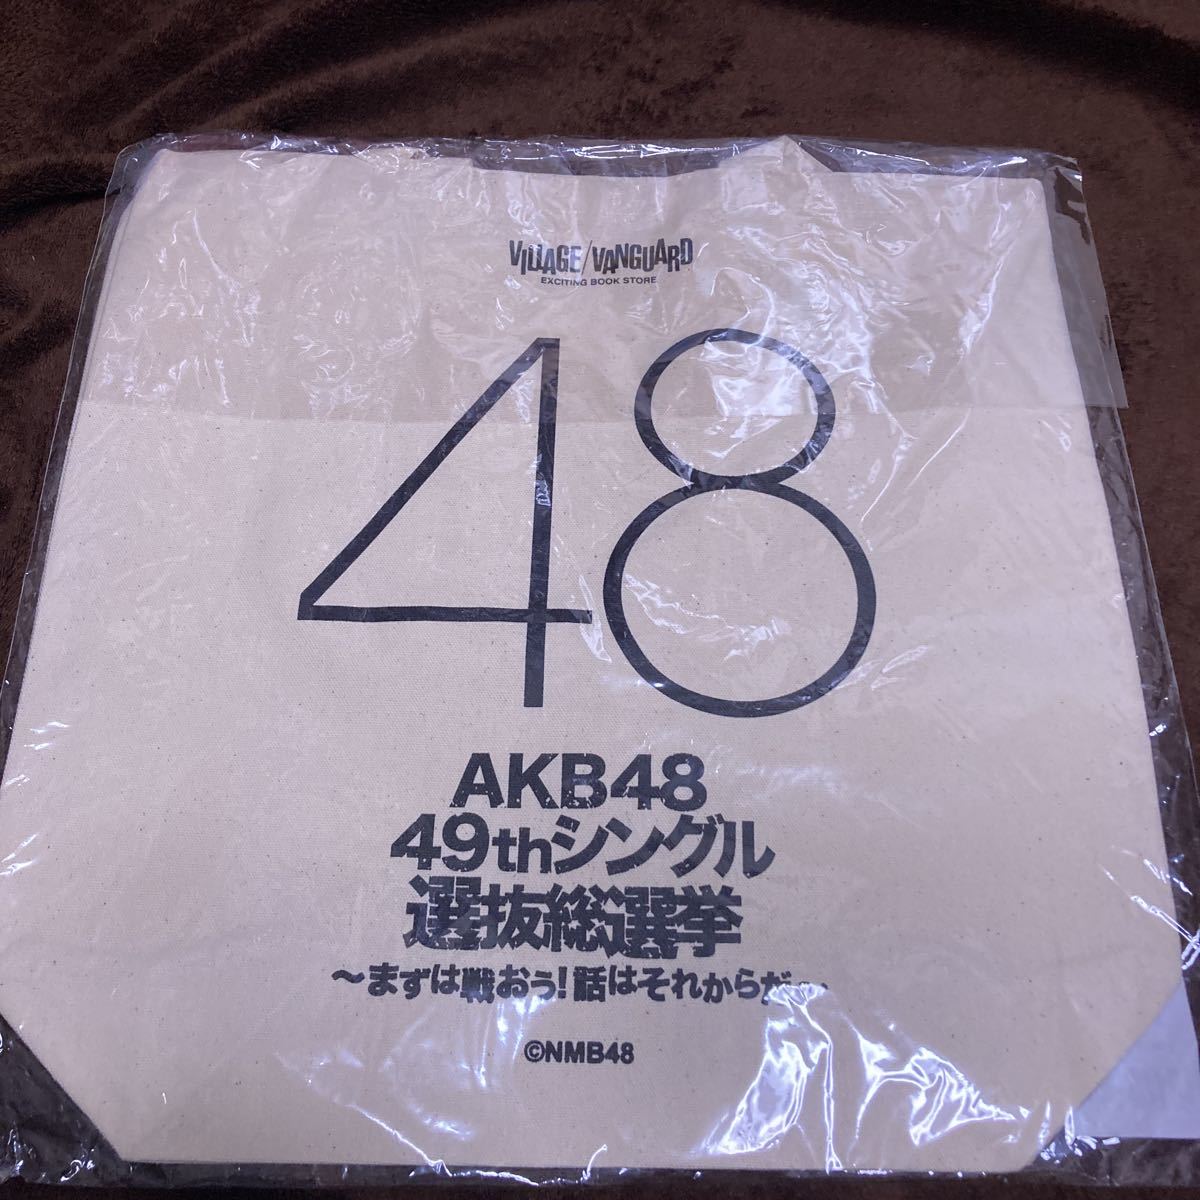 VILLAGE/VANGUARD
EXCITING BOOK STORE
48
AKB48
49thシングル
選抜総選挙
〜まずは戦おう!話はそれからだ〜
©NMB48